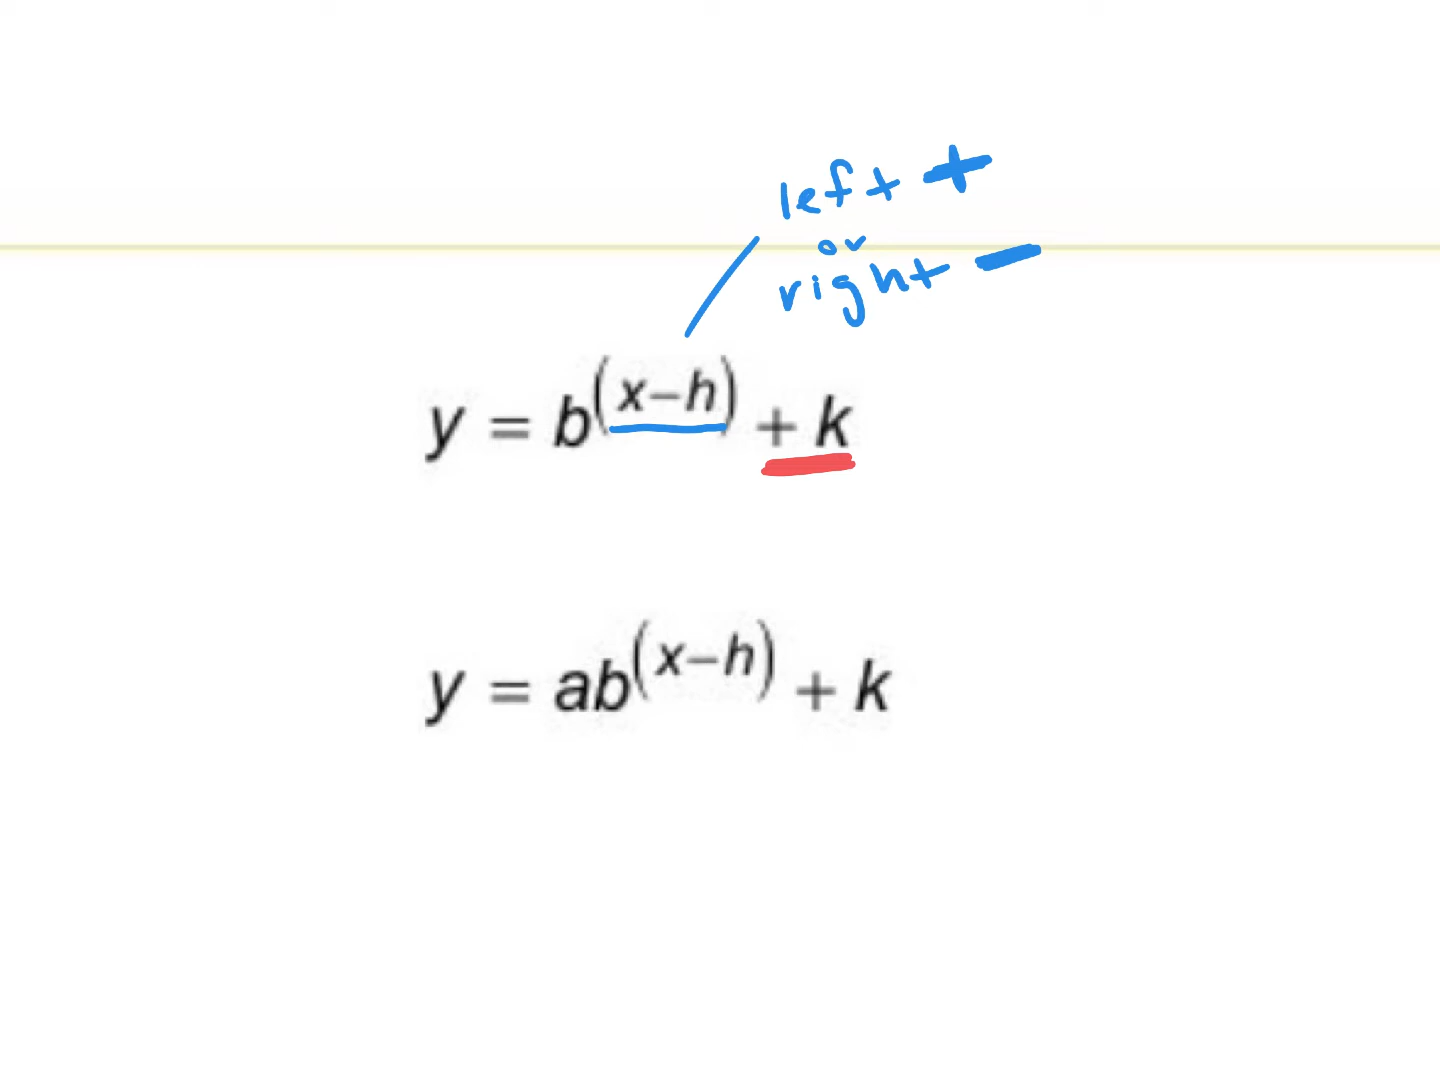 left +
or
right −
y = b^(x−h) + k
y = ab^(x−h) + k